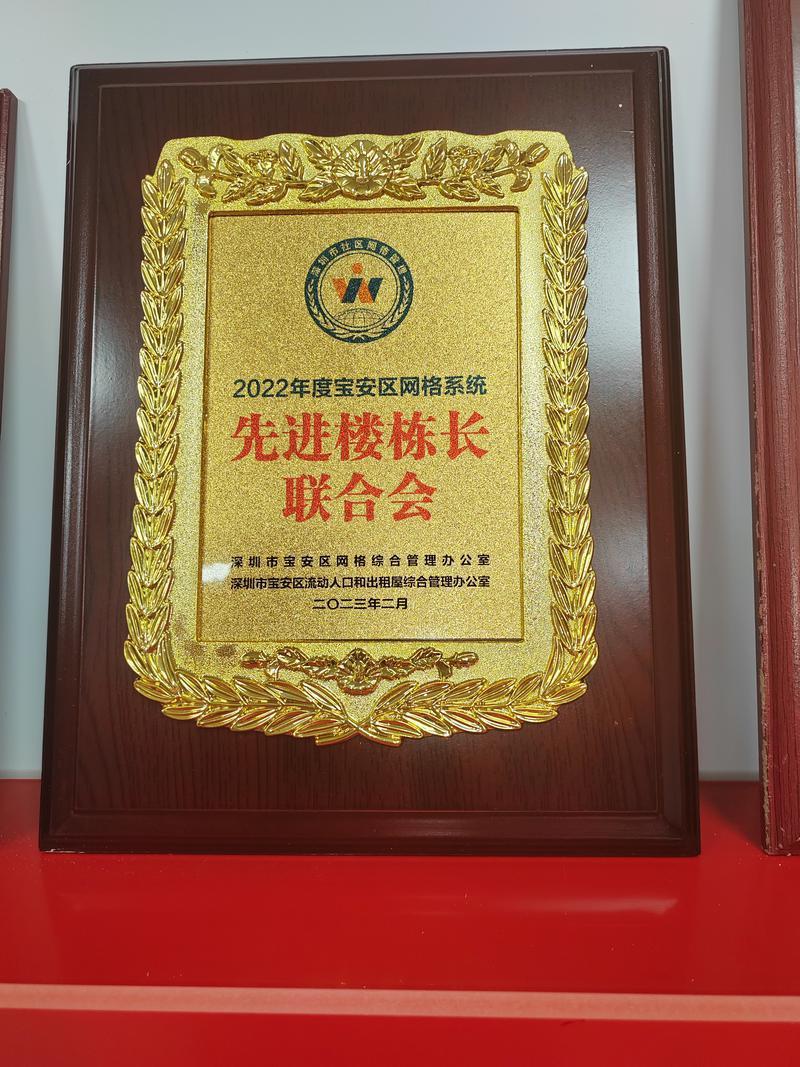 深圳市社区网格管理
2022年度宝安区网格系统
先进楼栋长
联合会
深圳市宝安区网格综合管理办公室
深圳市宝安区流动人口和出租屋综合管理办公室
二〇二三年二月